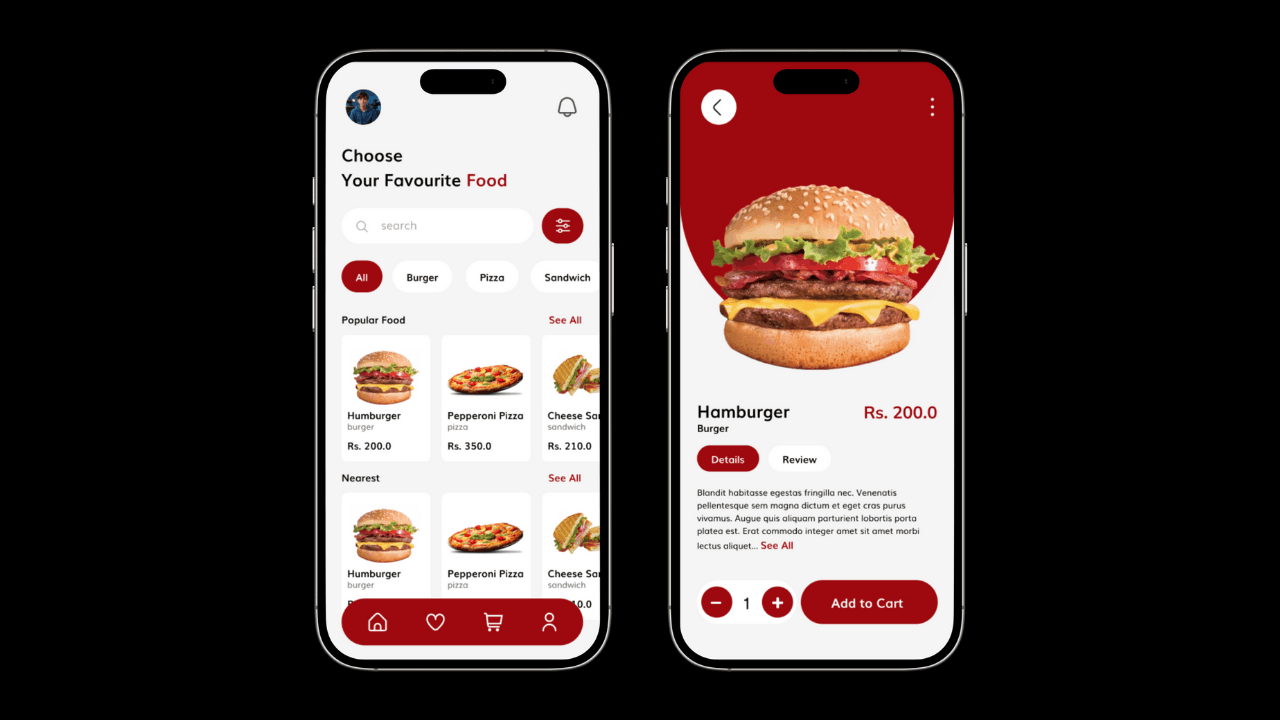 Choose
Your Favourite Food
search
All Burger Pizza Sandwich
Popular Food See All
Humburger Pepperoni Pizza Cheese Sa
burger pizza sandwich
Rs. 200.0 Rs. 350.0 Rs. 210.0
Nearest See All
Humburger Pepperoni Pizza Cheese Sa
burger pizza sandwich
Hamburger Rs. 200.0
Burger
Details Review
Blandit habitasse egestas fringilla nec. Venenatis
pellentesque sem magna dictum et eget cras purus
vivamus. Augue quis aliquam parturient lobortis porta
platea est. Erat commodo integer amet sit amet morbi
lectus aliquet... See All
1 Add to Cart